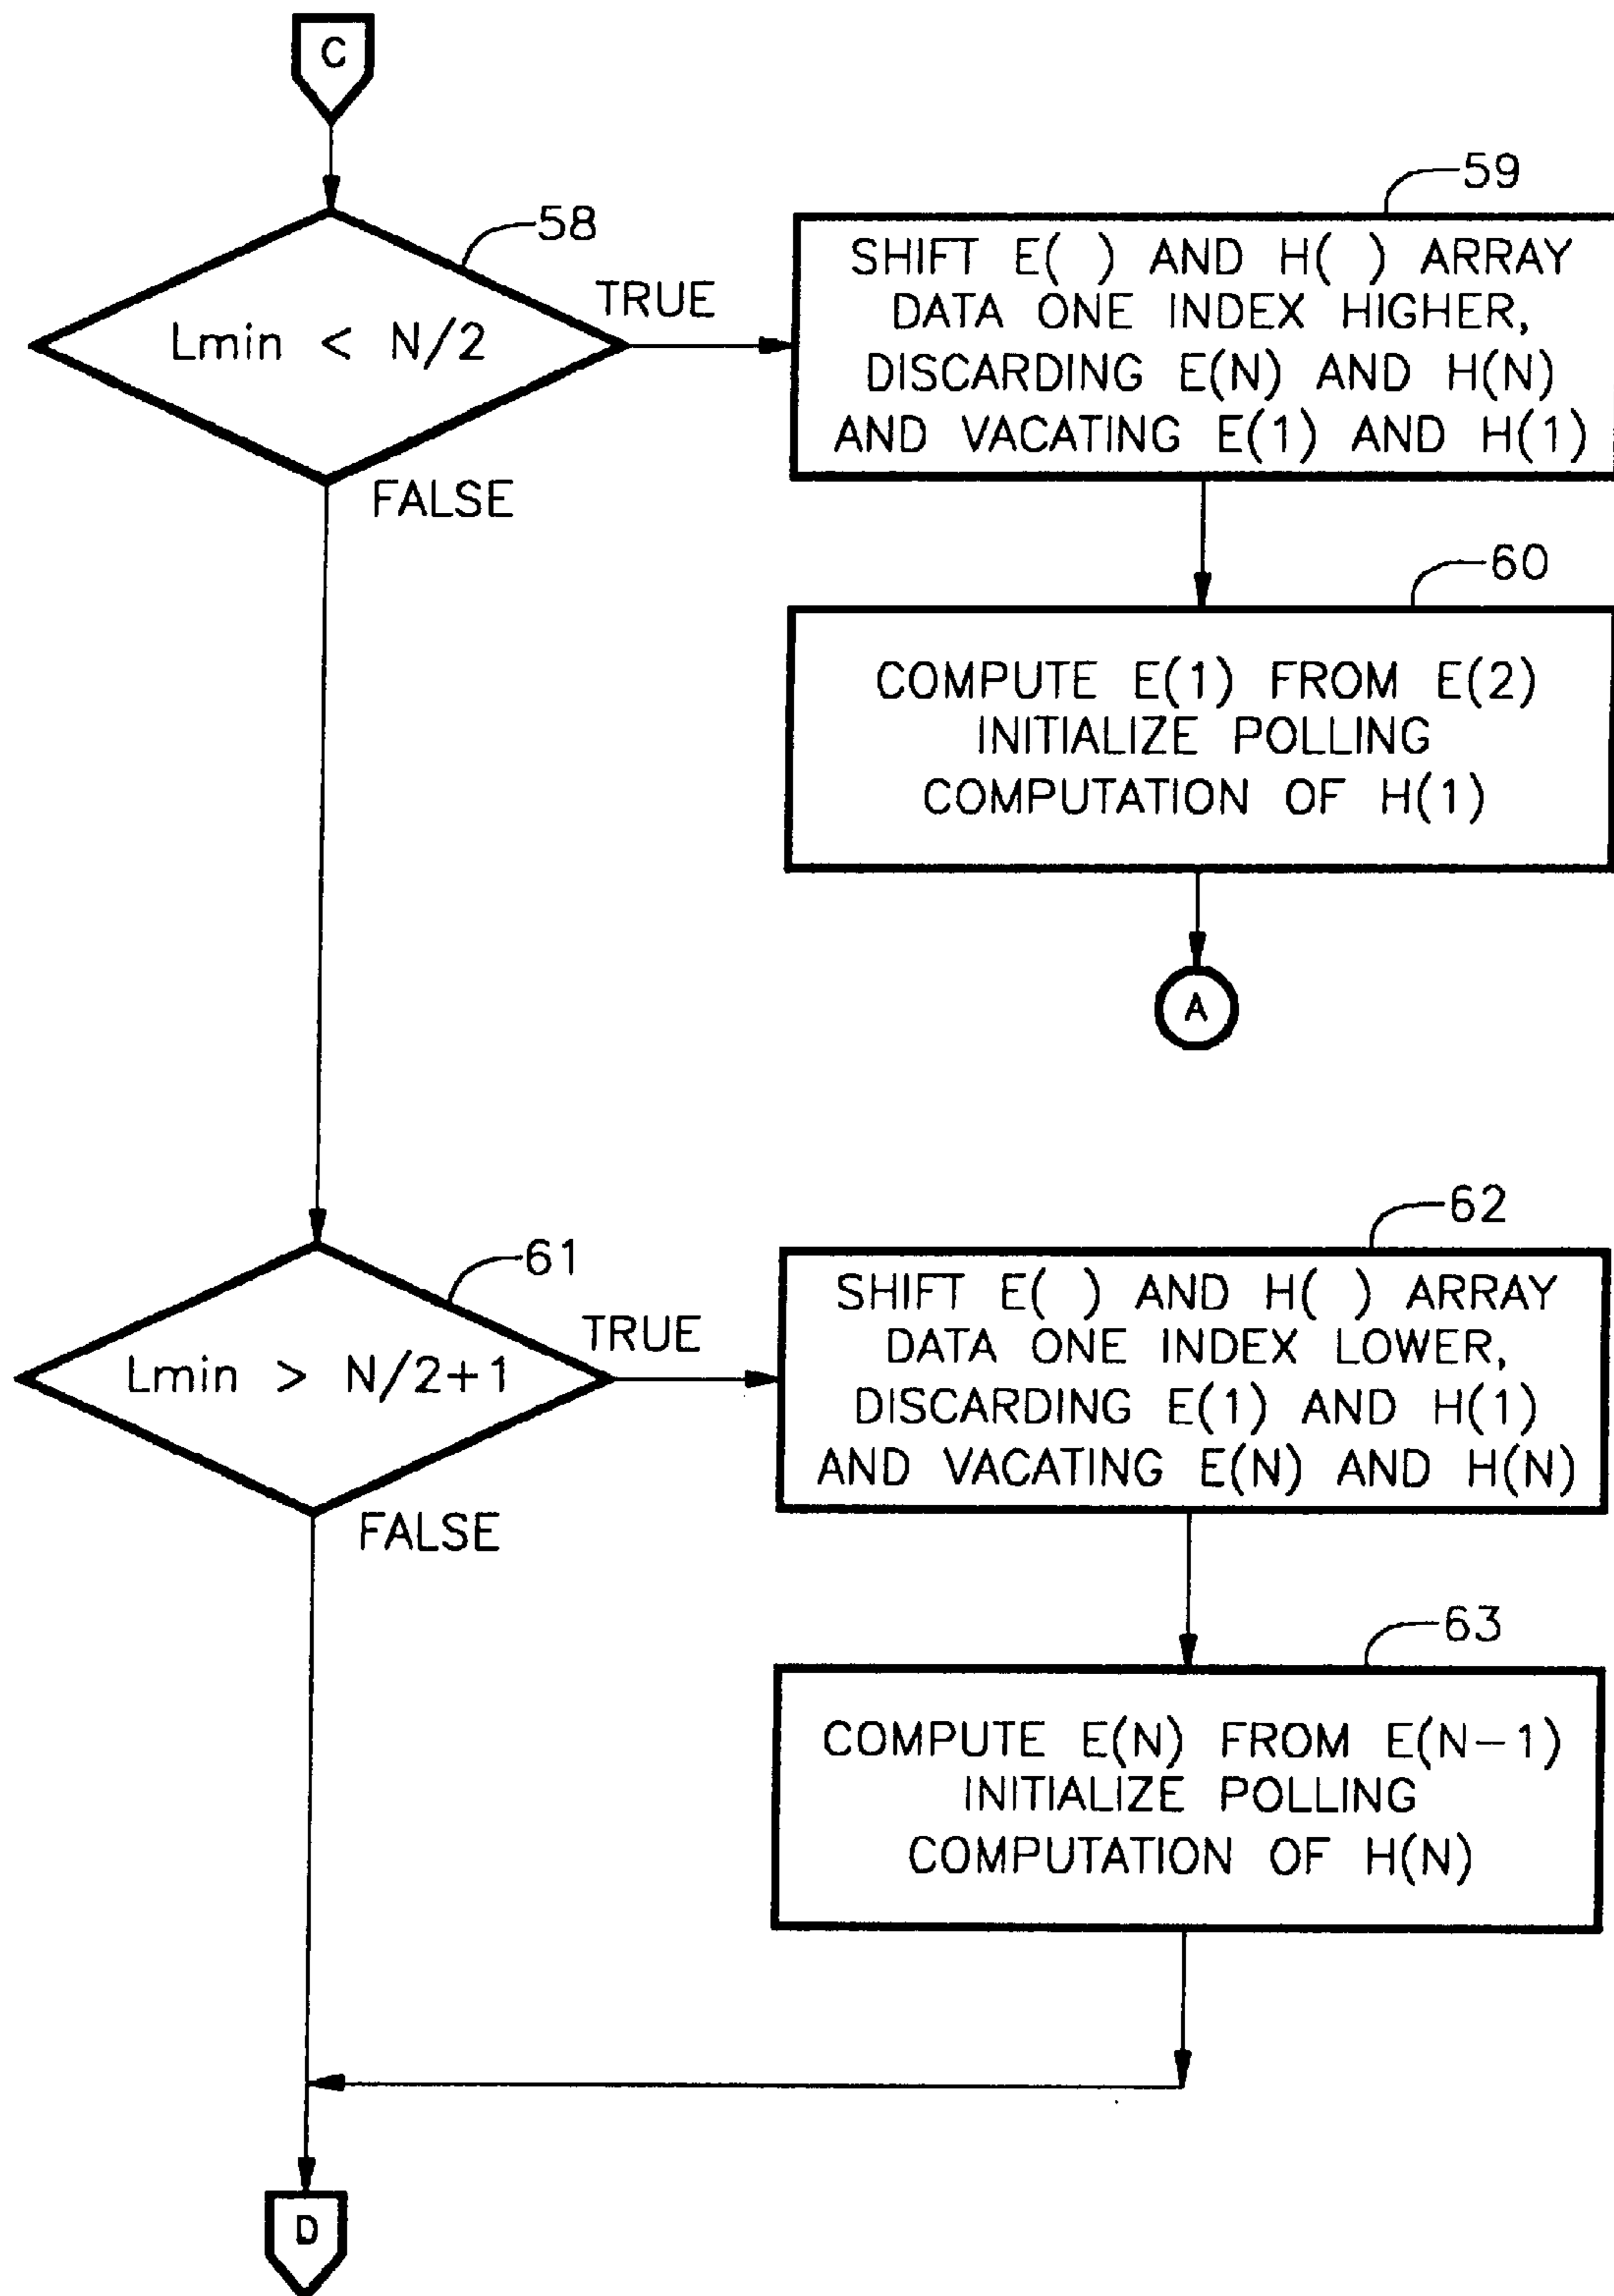 C
58
Lmin < N/2
TRUE
FALSE
59
SHIFT E( ) AND H( ) ARRAY
DATA ONE INDEX HIGHER,
DISCARDING E(N) AND H(N)
AND VACATING E(1) AND H(1)
60
COMPUTE E(1) FROM E(2)
INITIALIZE POLLING
COMPUTATION OF H(1)
A
61
Lmin > N/2+1
TRUE
FALSE
62
SHIFT E( ) AND H( ) ARRAY
DATA ONE INDEX LOWER,
DISCARDING E(1) AND H(1)
AND VACATING E(N) AND H(N)
63
COMPUTE E(N) FROM E(N-1)
INITIALIZE POLLING
COMPUTATION OF H(N)
D